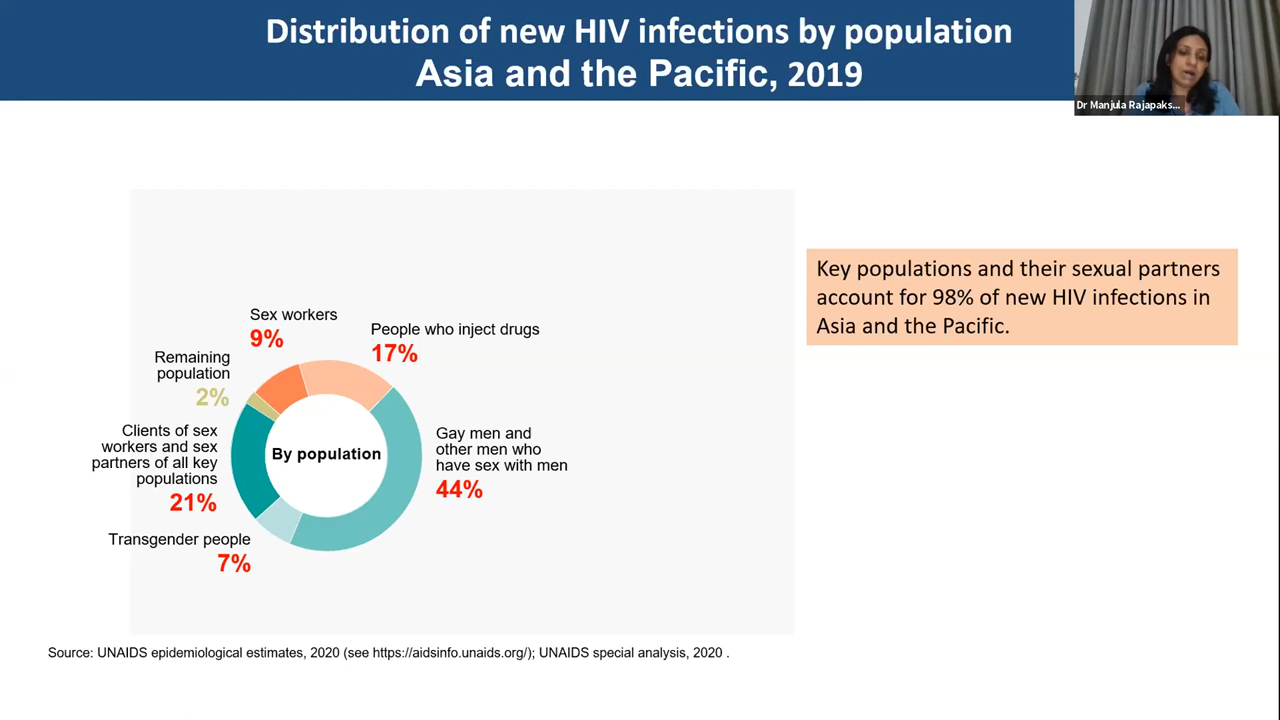 Distribution of new HIV infections by population
Asia and the Pacific, 2019
Dr Manjula Rajapaks...
Key populations and their sexual partners
account for 98% of new HIV infections in
Asia and the Pacific.
Sex workers
9%
People who inject drugs
17%
Remaining
population
2%
Clients of sex
workers and sex
partners of all key
populations
21%
By population
Gay men and
other men who
have sex with men
44%
Transgender people
7%
Source: UNAIDS epidemiological estimates, 2020 (see https://aidsinfo.unaids.org/); UNAIDS special analysis, 2020 .